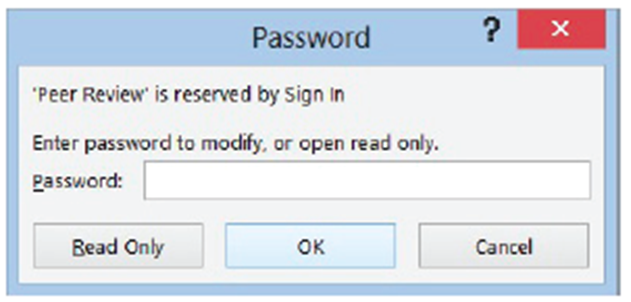 Password ? ×
'Peer Review' is reserved by Sign In
Enter password to modify, or open read only.
Password:
Read Only OK Cancel